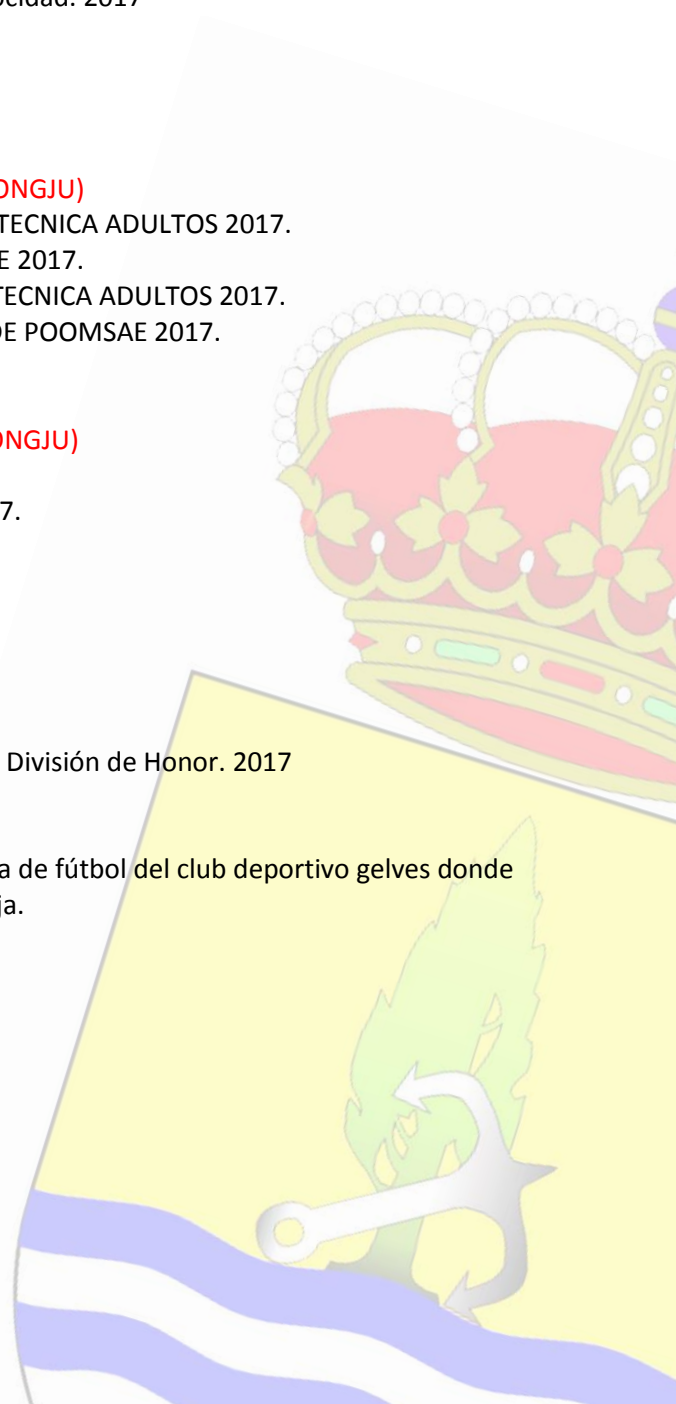 2017
ONGJU)
TECNICA ADULTOS 2017.
E 2017.
TECNICA ADULTOS 2017.
DE POOMSAE 2017.
ONGJU)
7.
División de Honor. 2017
a de fútbol del club deportivo gelves donde
ja.